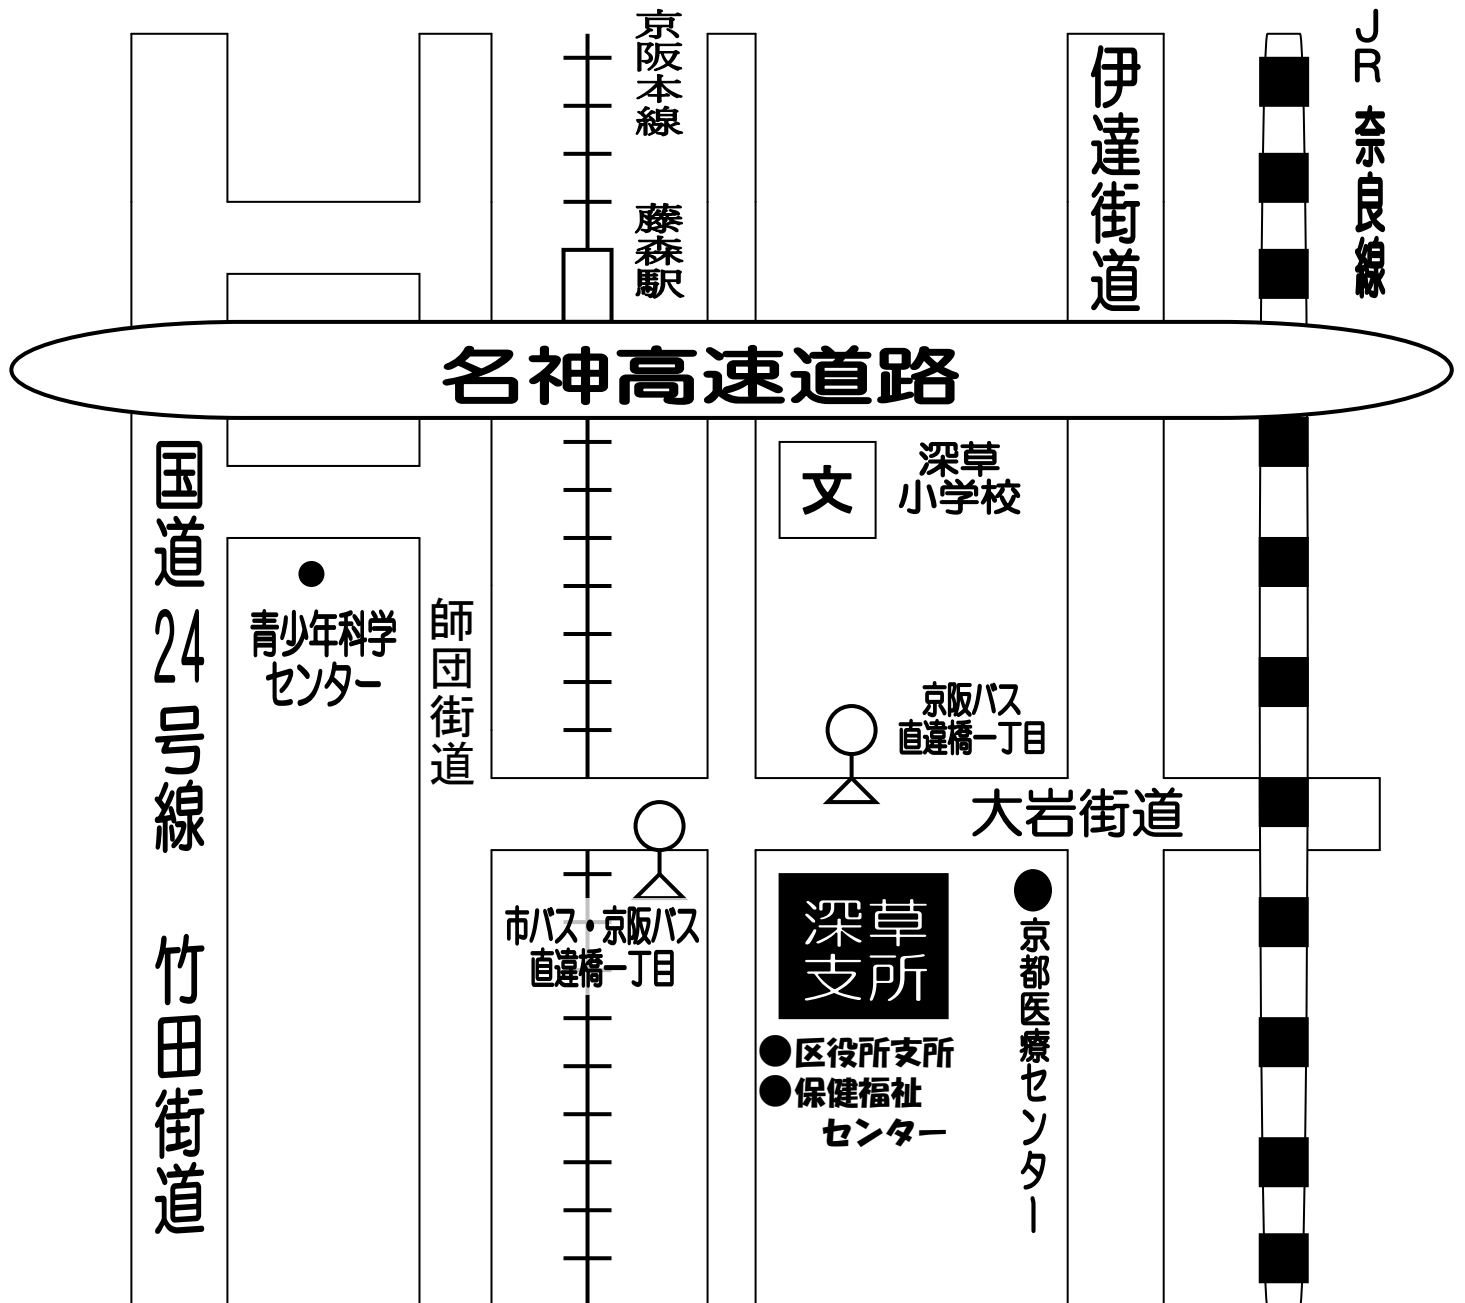 京阪本線 藤森駅
伊達街道
JR 奈良線
名神高速道路
国道24号線 竹田街道
文
深草
小学校
青少年科学
センター
師団街道
京阪バス
直違橋一丁目
大岩街道
市バス・京阪バス
直違橋一丁目
深草
支所
●区役所支所
●保健福祉
センター
京都医療センター